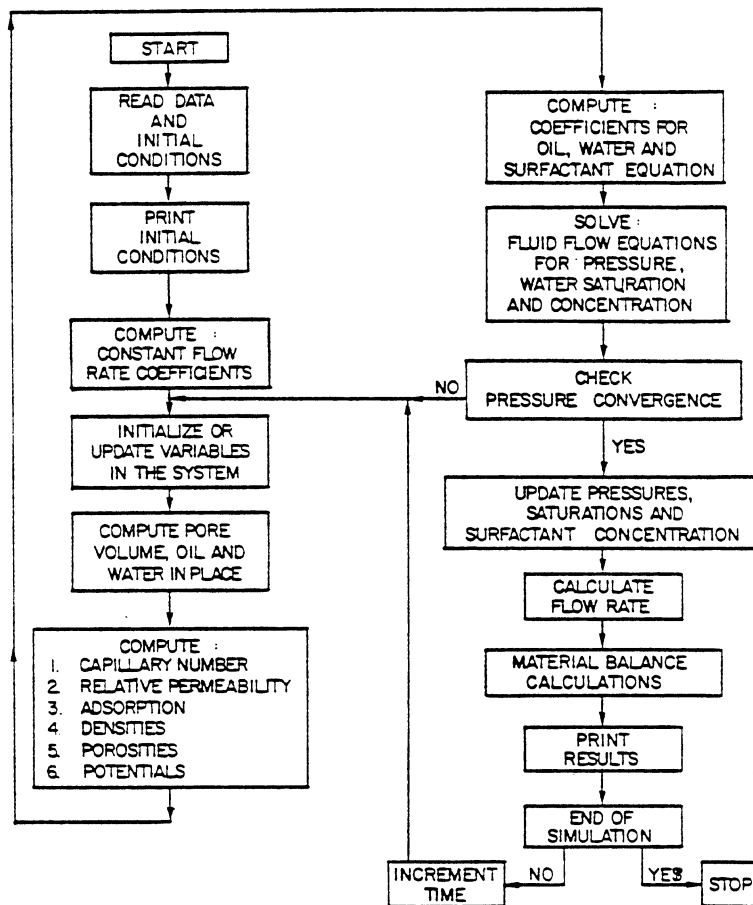 START
READ DATA
AND
INITIAL
CONDITIONS
PRINT
INITIAL
CONDITIONS
COMPUTE :
CONSTANT FLOW
RATE COEFFICIENTS
INITIALIZE OR
UPDATE VARIABLES
IN THE SYSTEM
COMPUTE PORE
VOLUME, OIL AND
WATER IN PLACE
COMPUTE :
1. CAPILLARY NUMBER
2. RELATIVE PERMEABILITY
3. ADSORPTION
4. DENSITIES
5. POROSITIES
6. POTENTIALS
COMPUTE :
COEFFICIENTS FOR
OIL, WATER AND
SURFACTANT EQUATION
SOLVE :
FLUID FLOW EQUATIONS
FOR PRESSURE,
WATER SATURATION
AND CONCENTRATION
NO
CHECK
PRESSURE CONVERGENCE
YES
UPDATE PRESSURES,
SATURATIONS AND
SURFACTANT CONCENTRATION
CALCULATE
FLOW RATE
MATERIAL BALANCE
CALCULATIONS
PRINT
RESULTS
END OF
SIMULATION
NO
YES
INCREMENT
TIME
STOP